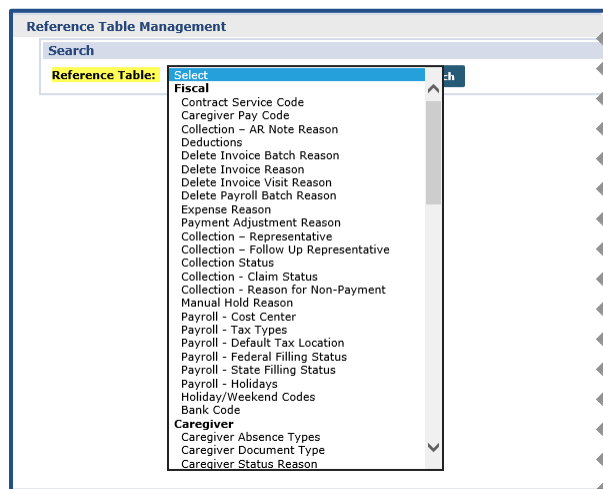 Reference Table Management
Search
Reference Table: Select ch
Fiscal
Contract Service Code
Caregiver Pay Code
Collection – AR Note Reason
Deductions
Delete Invoice Batch Reason
Delete Invoice Reason
Delete Invoice Visit Reason
Delete Payroll Batch Reason
Expense Reason
Payment Adjustment Reason
Collection – Representative
Collection – Follow Up Representative
Collection Status
Collection - Claim Status
Collection - Reason for Non-Payment
Manual Hold Reason
Payroll - Cost Center
Payroll - Tax Types
Payroll - Default Tax Location
Payroll - Federal Filling Status
Payroll - State Filling Status
Payroll - Holidays
Holiday/Weekend Codes
Bank Code
Caregiver
Caregiver Absence Types
Caregiver Document Type
Caregiver Status Reason